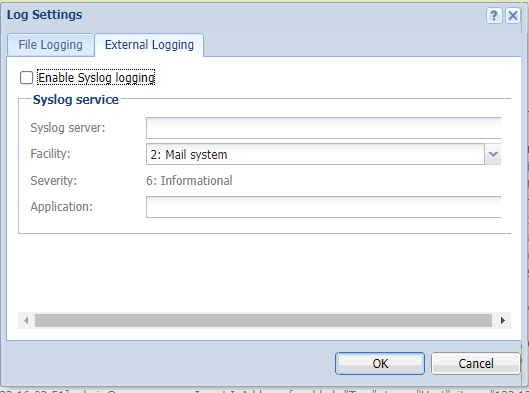 Log Settings
File Logging
External Logging
Enable Syslog logging
Syslog service
Syslog server:
Facility:
2: Mail system
Severity:
6: Informational
Application:
OK
Cancel